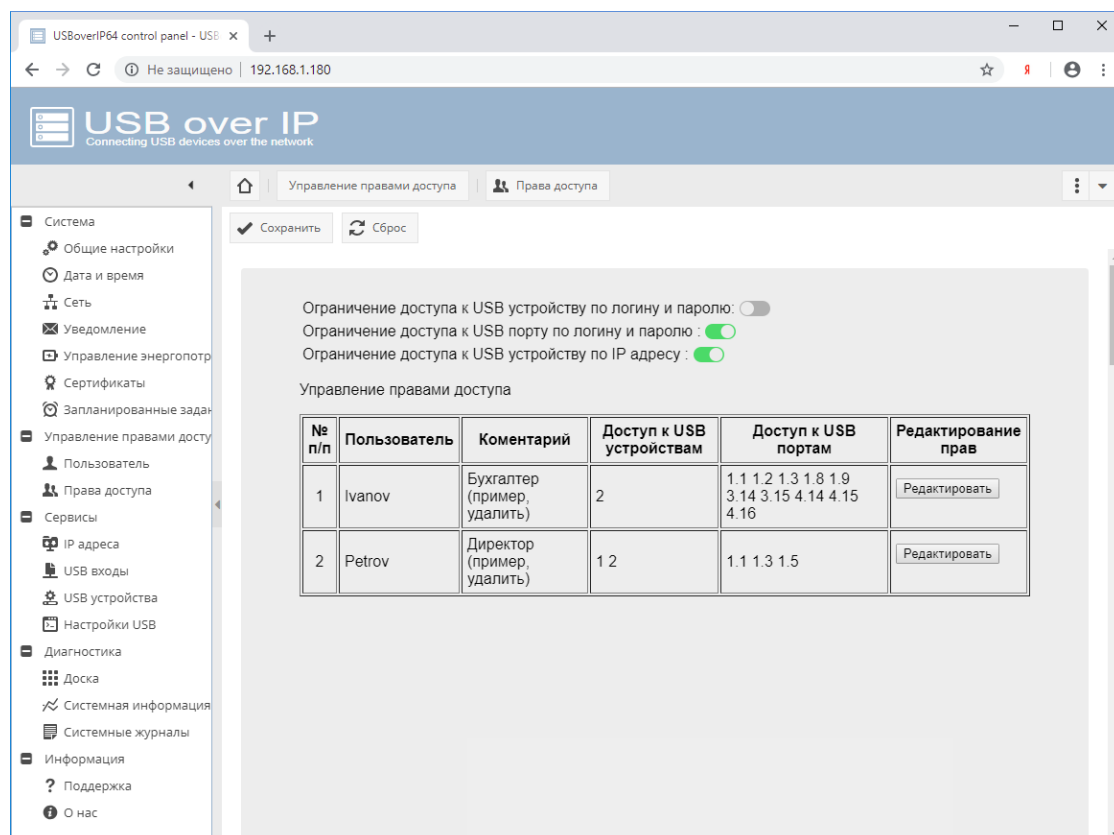 USBoverIP64 control panel - USB
Не защищено
192.168.1.180
Я
USB over IP
Connecting USB devices over the network
Управление правами доступа
Права доступа
Сохранить
Сброс
Система
Общие настройки
Дата и время
Сеть
Уведомление
Управление энергопотр
Сертификаты
Запланированные задан
Управление правами досту
Пользователь
Права доступа
Сервисы
IP адреса
USB входы
USB устройства
Настройки USB
Диагностика
Доска
Системная информация
Системные журналы
Информация
? Поддержка
О нас
Ограничение доступа к USB устройству по логину и паролю:
Ограничение доступа к USB порту по логину и паролю :
Ограничение доступа к USB устройству по IP адресу :
Управление правами доступа
№
п/п
Пользователь
Коментарий
Доступ к USB
устройствам
Доступ к USB
портам
Редактирование
прав
1
Ivanov
Бухгалтер
(пример,
удалить)
2
1.1 1.2 1.3 1.8 1.9
3.14 3.15 4.14 4.15
4.16
Редактировать
2
Petrov
Директор
(пример,
удалить)
1 2
1.1 1.3 1.5
Редактировать